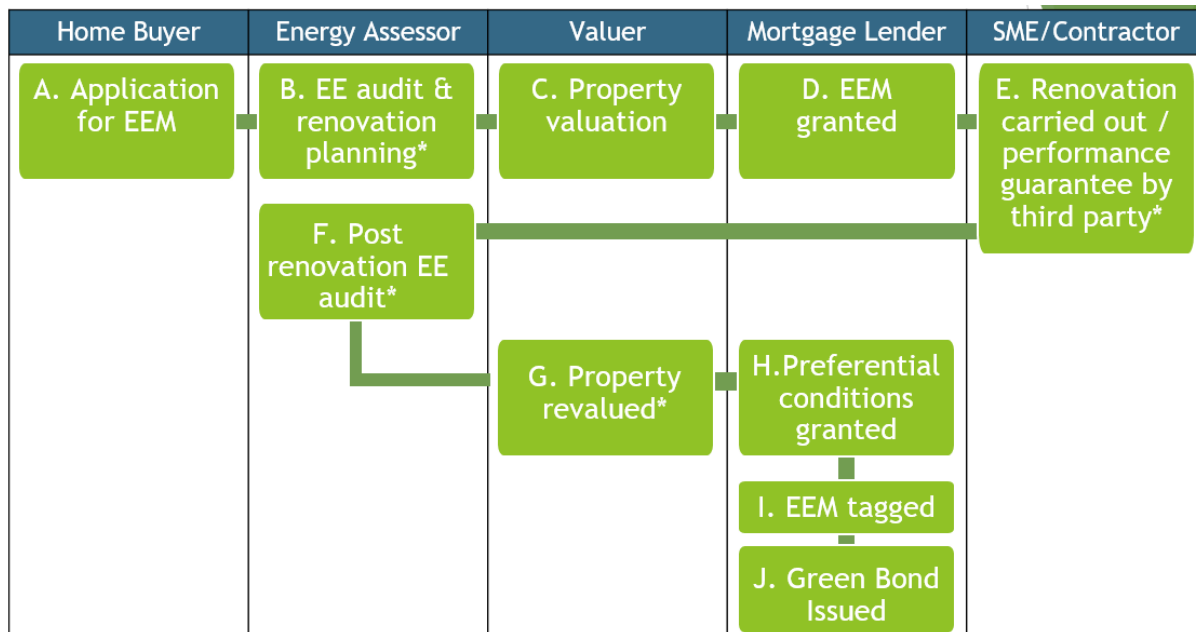 Home Buyer
Energy Assessor
Valuer
Mortgage Lender
SME/Contractor
A. Application
for EEM
B. EE audit &
renovation
planning*
C. Property
valuation
D. EEM
granted
E. Renovation
carried out /
performance
guarantee by
third party*
F. Post
renovation EE
audit*
G. Property
revalued*
H.Preferential
conditions
granted
I. EEM tagged
J. Green Bond
Issued